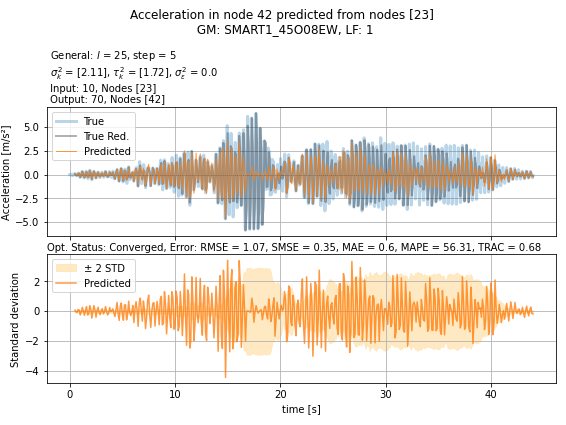 Acceleration in node 42 predicted from nodes [23]
GM: SMART1_45O08EW, LF: 1
General: l = 25, step = 5
σ²ₖ = [2.11], τ²ₖ = [1.72], σ²ε = 0.0
Input: 10, Nodes [23]
Output: 70, Nodes [42]
Acceleration [m/s²]
5.0
2.5
0.0
−2.5
−5.0
True
True Red.
Predicted
Opt. Status: Converged, Error: RMSE = 1.07, SMSE = 0.35, MAE = 0.6, MAPE = 56.31, TRAC = 0.68
Standard deviation
2
0
−2
−4
± 2 STD
Predicted
0 10 20 30 40
time [s]